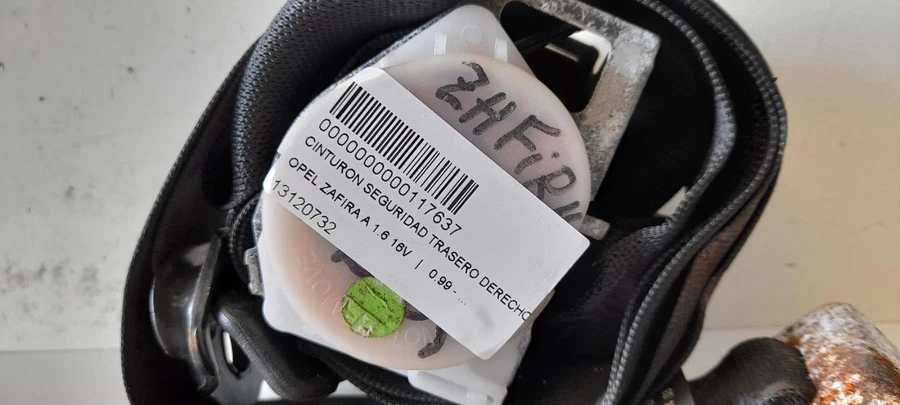 ZAFIRA
0000000000117637
CINTURON SEGURIDAD TRASERO DERECHO
OPEL ZAFIRA A 1.6 16V | 0.99 - ...
13120732